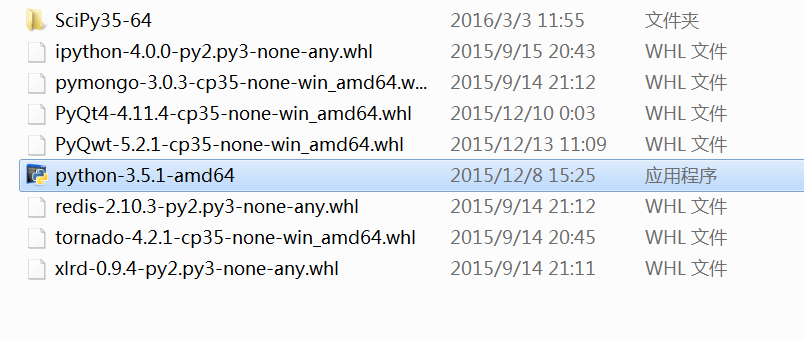 SciPy35-64 2016/3/3 11:55 文件夹
ipython-4.0.0-py2.py3-none-any.whl 2015/9/15 20:43 WHL 文件
pymongo-3.0.3-cp35-none-win_amd64.w... 2015/9/14 21:12 WHL 文件
PyQt4-4.11.4-cp35-none-win_amd64.whl 2015/12/10 0:03 WHL 文件
PyQwt-5.2.1-cp35-none-win_amd64.whl 2015/12/13 11:09 WHL 文件
python-3.5.1-amd64 2015/12/8 15:25 应用程序
redis-2.10.3-py2.py3-none-any.whl 2015/9/14 21:12 WHL 文件
tornado-4.2.1-cp35-none-win_amd64.whl 2015/9/14 20:45 WHL 文件
xlrd-0.9.4-py2.py3-none-any.whl 2015/9/14 21:11 WHL 文件